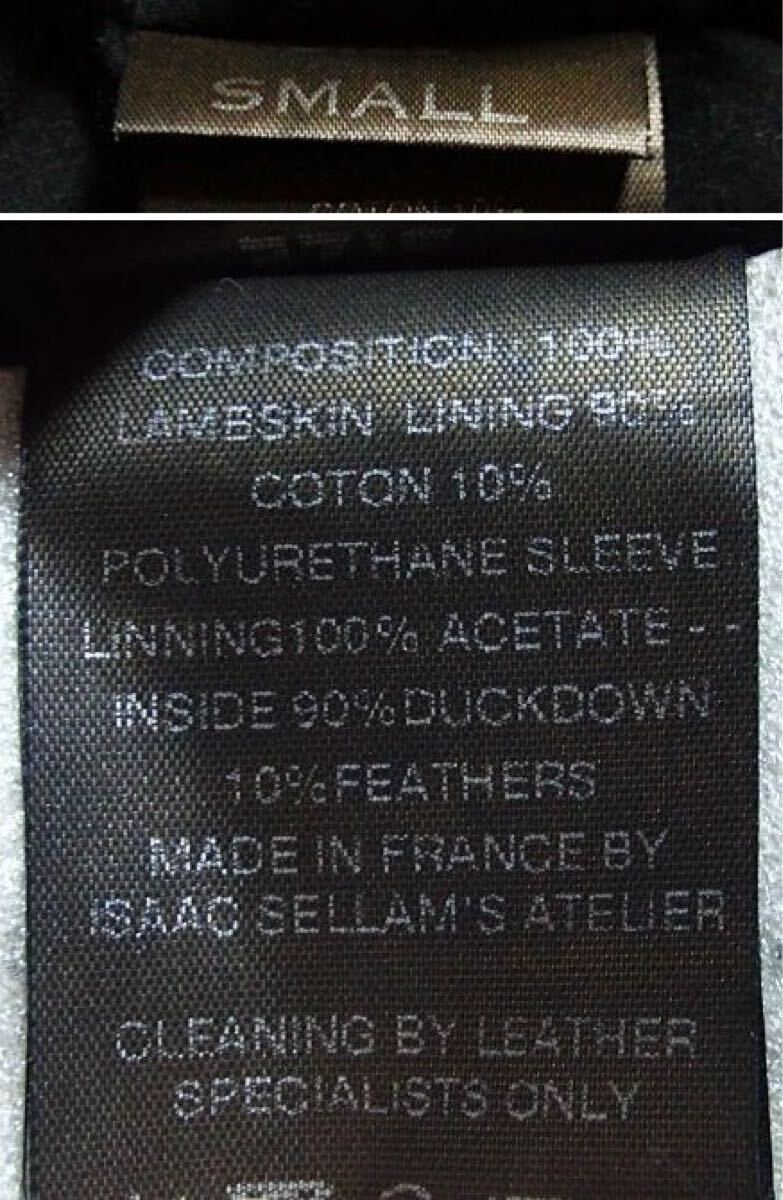 SMALL
COMPOSITION 100%
LAMBSKIN LINING 90%
COTON 10%
POLYURETHANE SLEEVE
LINNING100% ACETATE - -
INSIDE 90%DUCKDOWN
10%FEATHERS
MADE IN FRANCE BY
ISAAC SELLAM'S ATELIER
CLEANING BY LEATHER
SPECIALISTS ONLY